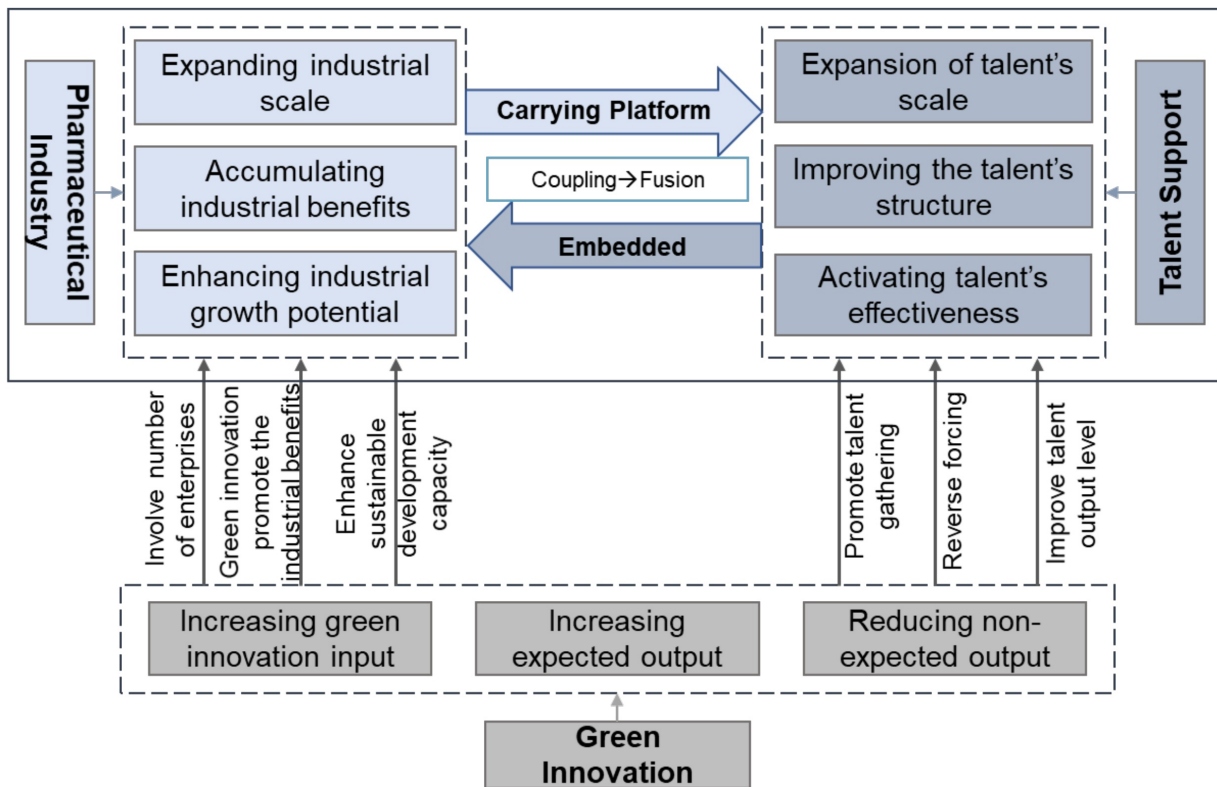 Pharmaceutical
Industry
Expanding industrial
scale
Accumulating
industrial benefits
Enhancing industrial
growth potential
Carrying Platform
Coupling→Fusion
Embedded
Expansion of talent's
scale
Improving the talent's
structure
Activating talent's
effectiveness
Talent Support
Involve number
of enterprises
Green innovation
promote the
industrial benefits
Enhance
sustainable
development
capacity
Promote talent
gathering
Reverse forcing
Improve talent
output level
Increasing green
innovation input
Increasing
expected output
Reducing non-
expected output
Green
Innovation